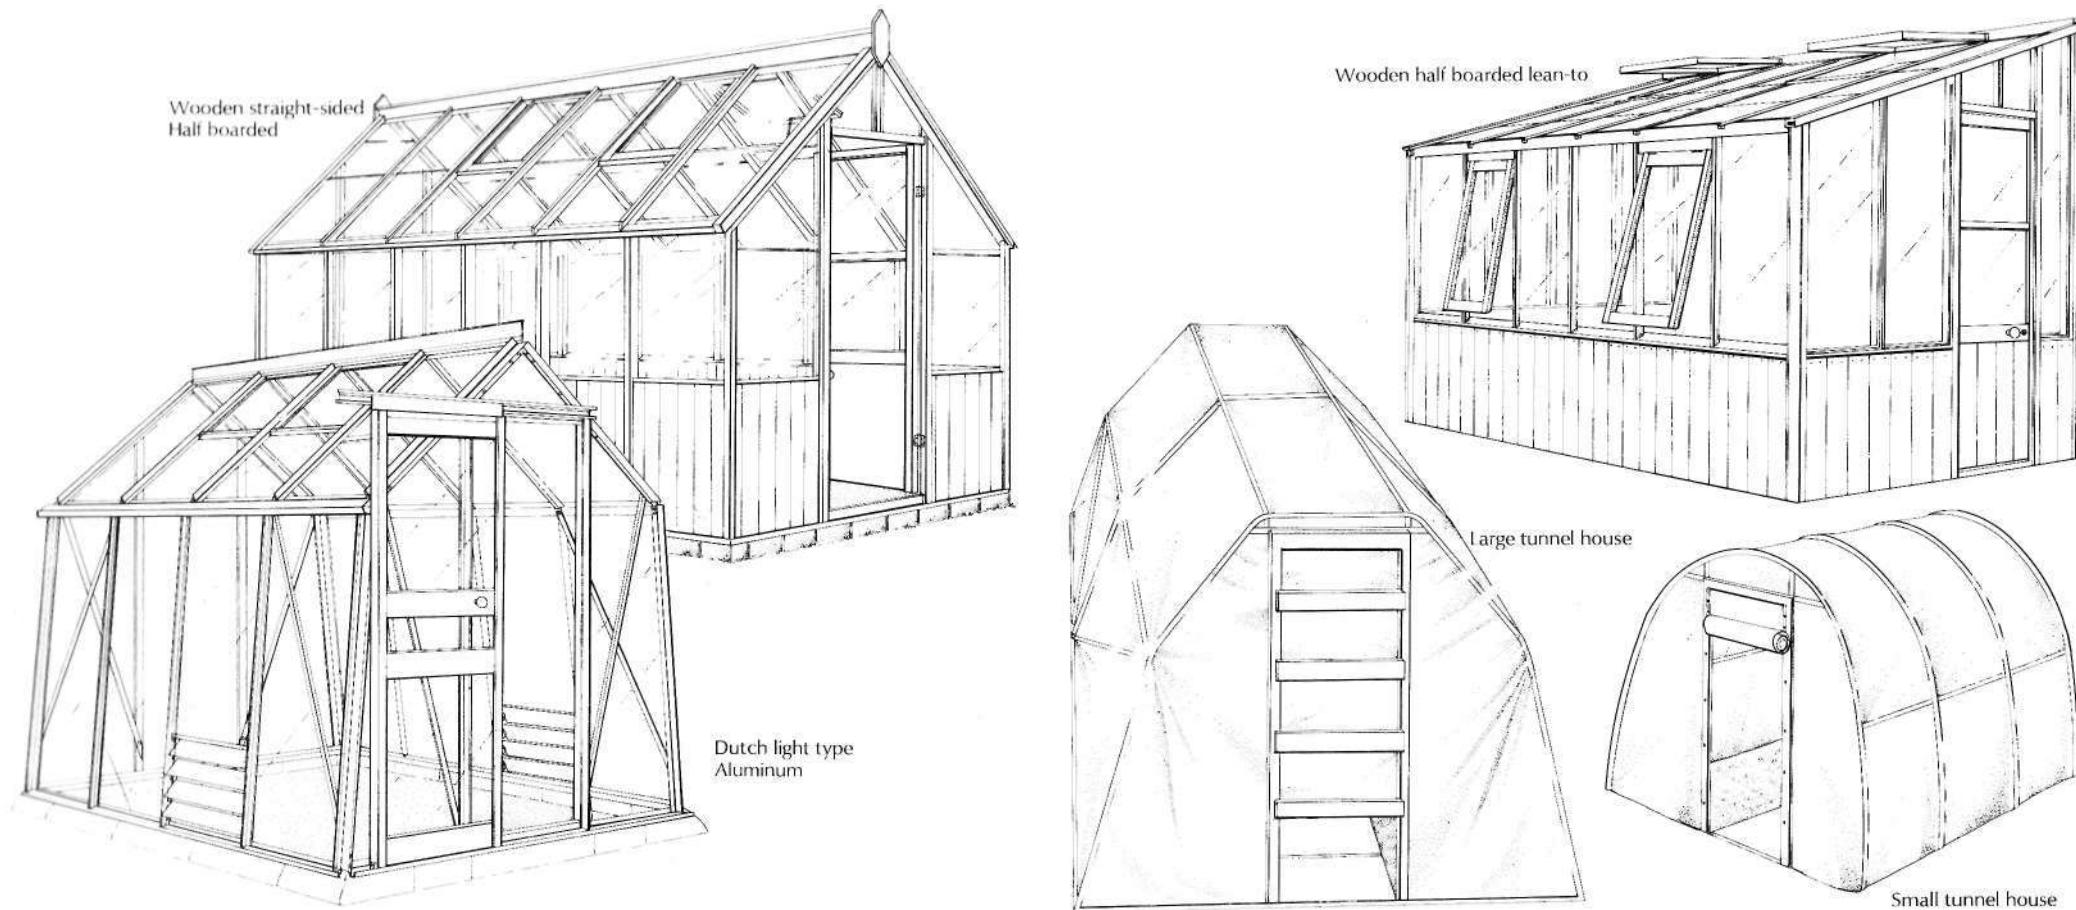 Wooden straight-sided
Half boarded
Wooden half boarded lean-to
Large tunnel house
Dutch light type
Aluminum
Small tunnel house